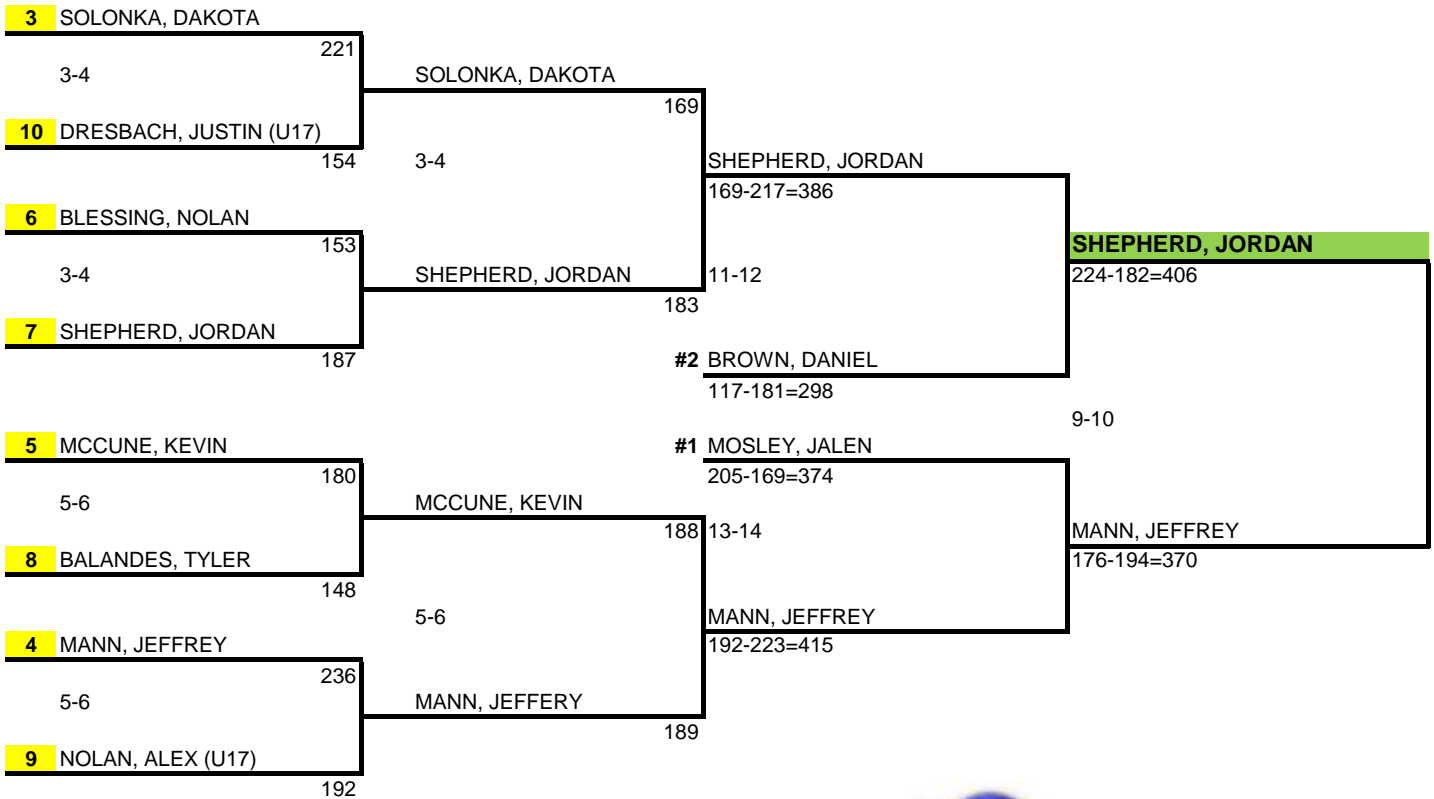 3 SOLONKA, DAKOTA
221
3-4 SOLONKA, DAKOTA
169
10 DRESBACH, JUSTIN (U17)
154 3-4 SHEPHERD, JORDAN
169-217=386
6 BLESSING, NOLAN
153 SHEPHERD, JORDAN
3-4 SHEPHERD, JORDAN 11-12 224-182=406
183
7 SHEPHERD, JORDAN
187 #2 BROWN, DANIEL
117-181=298
9-10
5 MCCUNE, KEVIN #1 MOSLEY, JALEN
180 205-169=374
5-6 MCCUNE, KEVIN
188 13-14 MANN, JEFFREY
8 BALANDES, TYLER 176-194=370
148
5-6 MANN, JEFFREY
4 MANN, JEFFREY 192-223=415
236
5-6 MANN, JEFFERY
189
9 NOLAN, ALEX (U17)
192